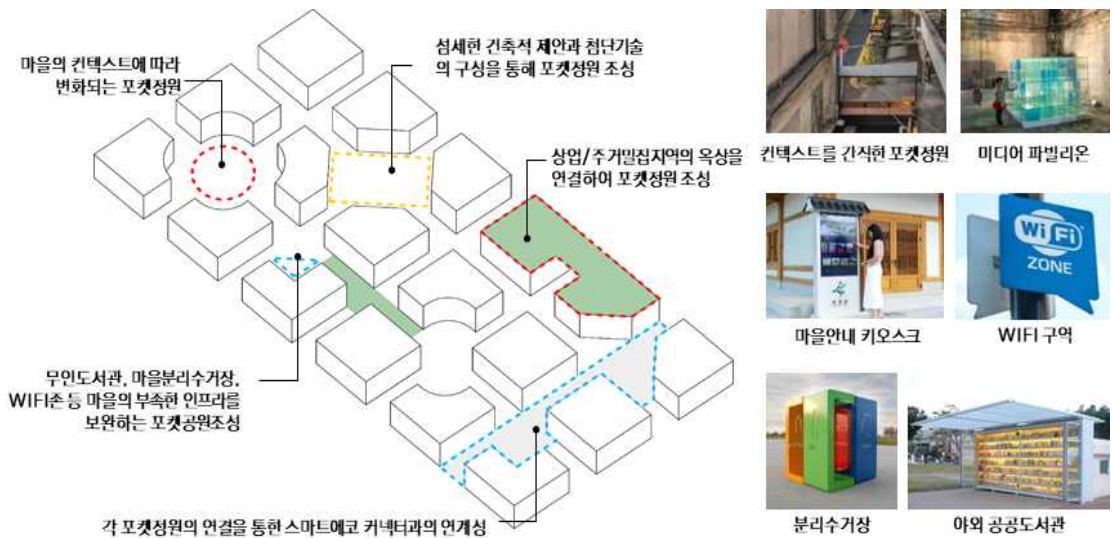 마을의 컨텍스트에 따라
변화되는 포켓정원
섬세한 건축적 제안과 첨단기술
의 구성을 통해 포켓정원 조성
상업/주거밀집지역의 옥상을
연결하여 포켓정원 조성
무인도서관, 마을분리수거장,
WIFI존 등 마을의 부족한 인프라를
보완하는 포켓공원조성
각 포켓정원의 연결을 통한 스마트에코 커넥터과의 연계성
컨텍스트를 간직한 포켓정원
미디어 파빌리온
마을안내 키오스크
Wi Fi
ZONE
WIFI 구역
분리수거장
야외 공공도서관